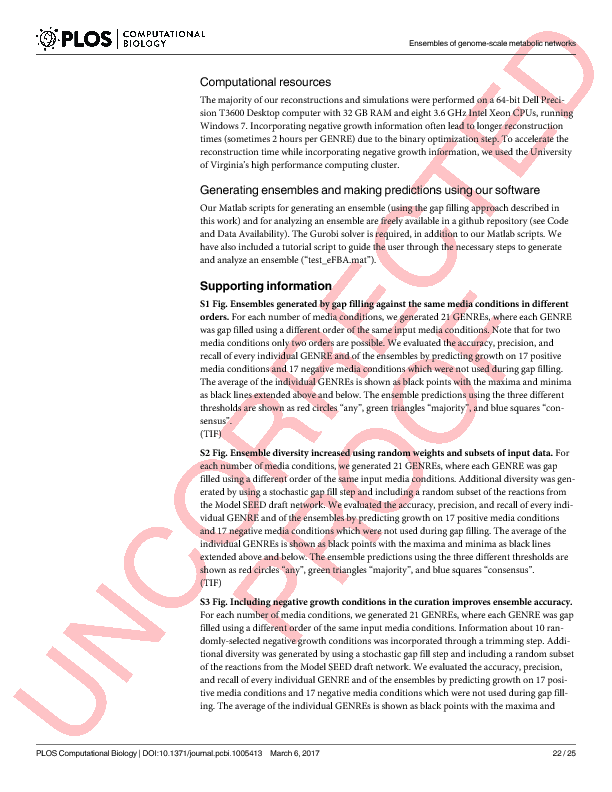 PLOS COMPUTATIONAL BIOLOGY
Ensembles of genome-scale metabolic networks
Computational resources
The majority of our reconstructions and simulations were performed on a 64-bit Dell Preci-
sion T3600 Desktop computer with 32 GB RAM and eight 3.6 GHz Intel Xeon CPUs, running
Windows 7. Incorporating negative growth information often lead to longer reconstruction
times (sometimes 2 hours per GENRE) due to the binary optimization step. To accelerate the
reconstruction time while incorporating negative growth information, we used the University
of Virginia's high performance computing cluster.
Generating ensembles and making predictions using our software
Our Matlab scripts for generating an ensemble (using the gap filling approach described in
this work) and for analyzing an ensemble are freely available in a github repository (see Code
and Data Availability). The Gurobi solver is required, in addition to our Matlab scripts. We
have also included a tutorial script to guide the user through the necessary steps to generate
and analyze an ensemble (“test_eFBA.mat”).
Supporting information
S1 Fig. Ensembles generated by gap filling against the same media conditions in different
orders. For each number of media conditions, we generated 21 GENREs, where each GENRE
was gap filled using a different order of the same input media conditions. Note that for two
media conditions only two orders are possible. We evaluated the accuracy, precision, and
recall of every individual GENRE and of the ensembles by predicting growth on 17 positive
media conditions and 17 negative media conditions which were not used during gap filling.
The average of the individual GENREs is shown as black points with the maxima and minima
as black lines extended above and below. The ensemble predictions using the three different
thresholds are shown as red circles “any”, green triangles “majority”, and blue squares “con-
sensus”.
(TIF)
S2 Fig. Ensemble diversity increased using random weights and subsets of input data. For
each number of media conditions, we generated 21 GENREs, where each GENRE was gap
filled using a different order of the same input media conditions. Additional diversity was gen-
erated by using a stochastic gap fill step and including a random subset of the reactions from
the Model SEED draft network. We evaluated the accuracy, precision, and recall of every indi-
vidual GENRE and of the ensembles by predicting growth on 17 positive media conditions
and 17 negative media conditions which were not used during gap filling. The average of the
individual GENREs is shown as black points with the maxima and minima as black lines
extended above and below. The ensemble predictions using the three different thresholds are
shown as red circles “any”, green triangles “majority”, and blue squares “consensus”.
(TIF)
S3 Fig. Including negative growth conditions in the curation improves ensemble accuracy.
For each number of media conditions, we generated 21 GENREs, where each GENRE was gap
filled using a different order of the same input media conditions. Information about 10 ran-
domly-selected negative growth conditions was incorporated through a trimming step. Addi-
tional diversity was generated by using a stochastic gap fill step and including a random subset
of the reactions from the Model SEED draft network. We evaluated the accuracy, precision,
and recall of every individual GENRE and of the ensembles by predicting growth on 17 posi-
tive media conditions and 17 negative media conditions which were not used during gap fill-
ing. The average of the individual GENREs is shown as black points with the maxima and
UNCORRECTED
PROOF
PLOS Computational Biology | DOI:10.1371/journal.pcbi.1005413 March 6, 2017
22 / 25